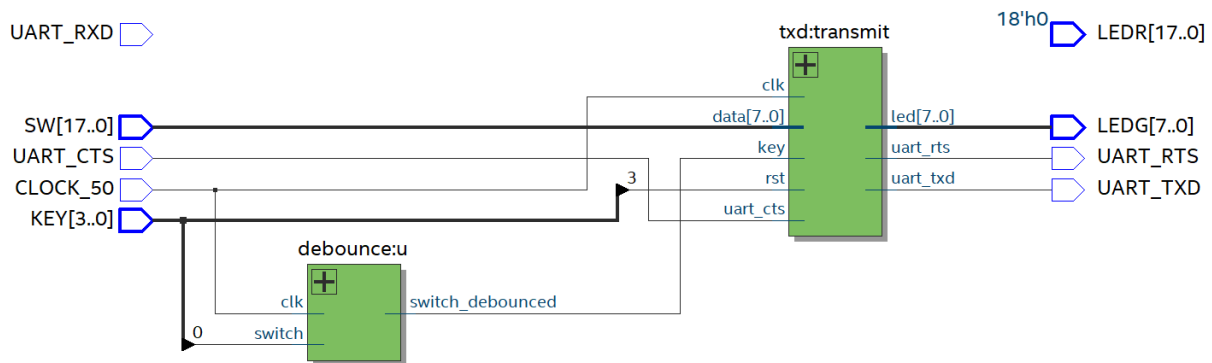 18'h0
UART_RXD
txd:transmit
LEDR[17..0]
clk
SW[17..0]
data[7..0]
led[7..0]
LEDG[7..0]
UART_CTS
key
uart_rts
UART_RTS
CLOCK_50
3
rst
uart_txd
UART_TXD
KEY[3..0]
uart_cts
debounce:u
clk
switch_debounced
0
switch